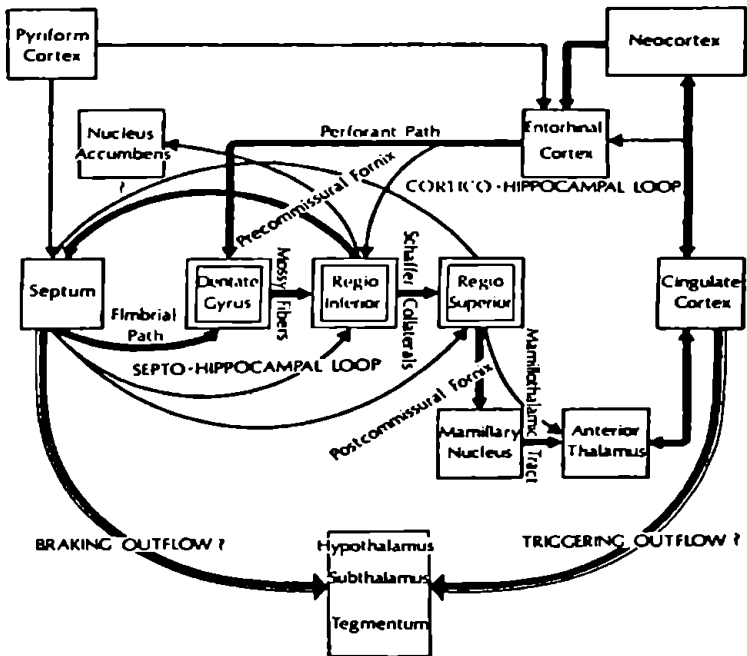 Pyriform
Cortex
Neocortex
Nucleus
Accumbens
?
Perforant Path
Entorhinal
Cortex
Precommissural Fornix
CORTICO-HIPPOCAMPAL LOOP
Septum
Dentate
Gyrus
Mossy Fibers
Regio
Inferior
Schaffer Collaterals
Regio
Superior
Cingulate
Cortex
Fimbrial
Path
SEPTO-HIPPOCAMPAL LOOP
Postcommissural Fornix
Mamillothalamic Tract
Mamillary
Nucleus
Anterior
Thalamus
BRAKING OUTFLOW ?
Hypothalamus
Subthalamus
Tegmentum
TRIGGERING OUTFLOW ?